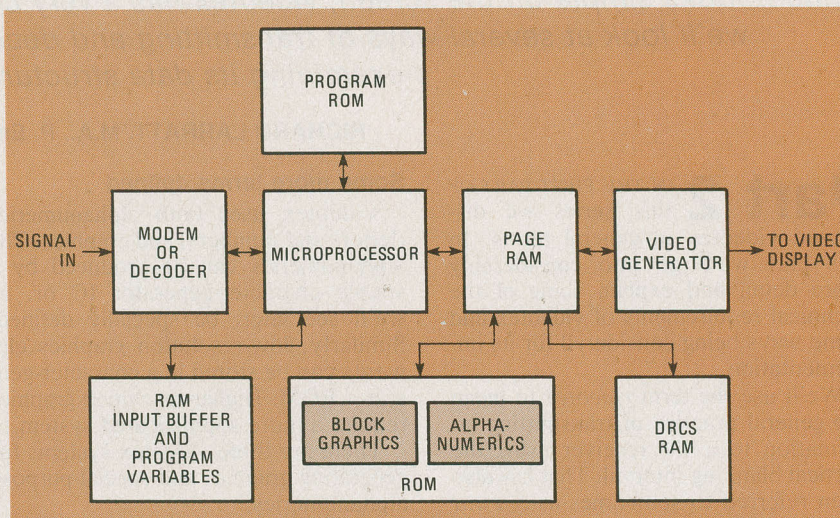 PROGRAM
ROM
SIGNAL
IN
MODEM
OR
DECODER
MICROPROCESSOR
PAGE
RAM
VIDEO
GENERATOR
TO VIDEO
DISPLAY
RAM
INPUT BUFFER
AND
PROGRAM
VARIABLES
BLOCK
GRAPHICS
ALPHA-
NUMERICS
ROM
DRCS
RAM